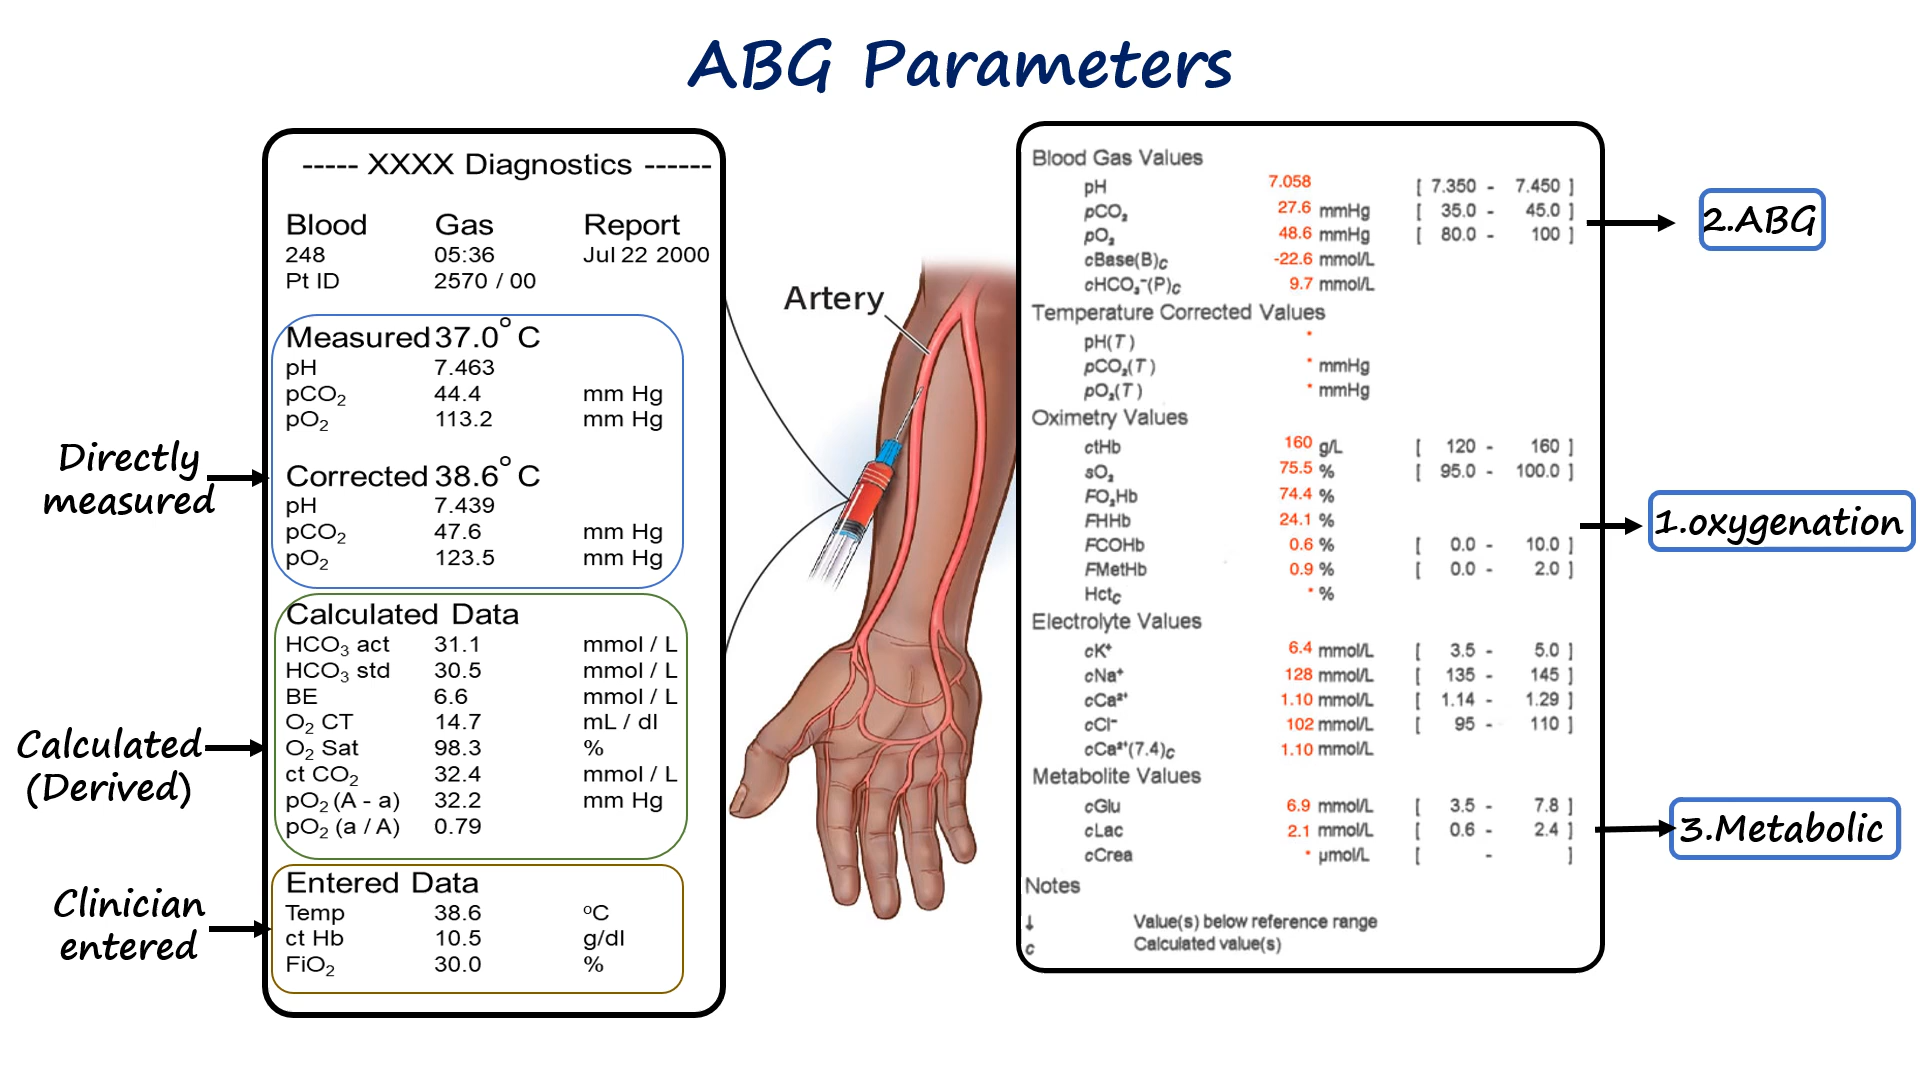 ABG Parameters
----- XXXX Diagnostics ------
Blood Gas Report
248 05:36 Jul 22 2000
Pt ID 2570 / 00
Measured 37.0° C
pH 7.463
pCO₂ 44.4 mm Hg
pO₂ 113.2 mm Hg
Corrected 38.6° C
pH 7.439
pCO₂ 47.6 mm Hg
pO₂ 123.5 mm Hg
Calculated Data
HCO₃ act 31.1 mmol / L
HCO₃ std 30.5 mmol / L
BE 6.6 mmol / L
O₂ CT 14.7 mL / dl
O₂ Sat 98.3 %
ct CO₂ 32.4 mmol / L
pO₂ (A - a) 32.2 mm Hg
pO₂ (a / A) 0.79
Entered Data
Temp 38.6 ⁰C
ct Hb 10.5 g/dl
FiO₂ 30.0 %
Directly
measured
Calculated
(Derived)
Clinician
entered
Artery
Blood Gas Values
pH 7.058 [ 7.350 - 7.450 ]
pCO₂ 27.6 mmHg [ 35.0 - 45.0 ]
pO₂ 48.6 mmHg [ 80.0 - 100 ]
cBase(B)c -22.6 mmol/L
cHCO₃⁻(P)c 9.7 mmol/L
Temperature Corrected Values
pH(T) *
pCO₂(T) * mmHg
pO₂(T) * mmHg
Oximetry Values
ctHb 160 g/L [ 120 - 160 ]
sO₂ 75.5 % [ 95.0 - 100.0 ]
FO₂Hb 74.4 %
FHHb 24.1 %
FCOHb 0.6 % [ 0.0 - 10.0 ]
FMetHb 0.9 % [ 0.0 - 2.0 ]
Hctc * %
Electrolyte Values
cK⁺ 6.4 mmol/L [ 3.5 - 5.0 ]
cNa⁺ 128 mmol/L [ 135 - 145 ]
cCa²⁺ 1.10 mmol/L [ 1.14 - 1.29 ]
cCl⁻ 102 mmol/L [ 95 - 110 ]
cCa²⁺(7.4)c 1.10 mmol/L
Metabolite Values
cGlu 6.9 mmol/L [ 3.5 - 7.8 ]
cLac 2.1 mmol/L [ 0.6 - 2.4 ]
cCrea * µmol/L [ - ]
Notes
↓ Value(s) below reference range
c Calculated value(s)
2.ABG
1.oxygenation
3.Metabolic